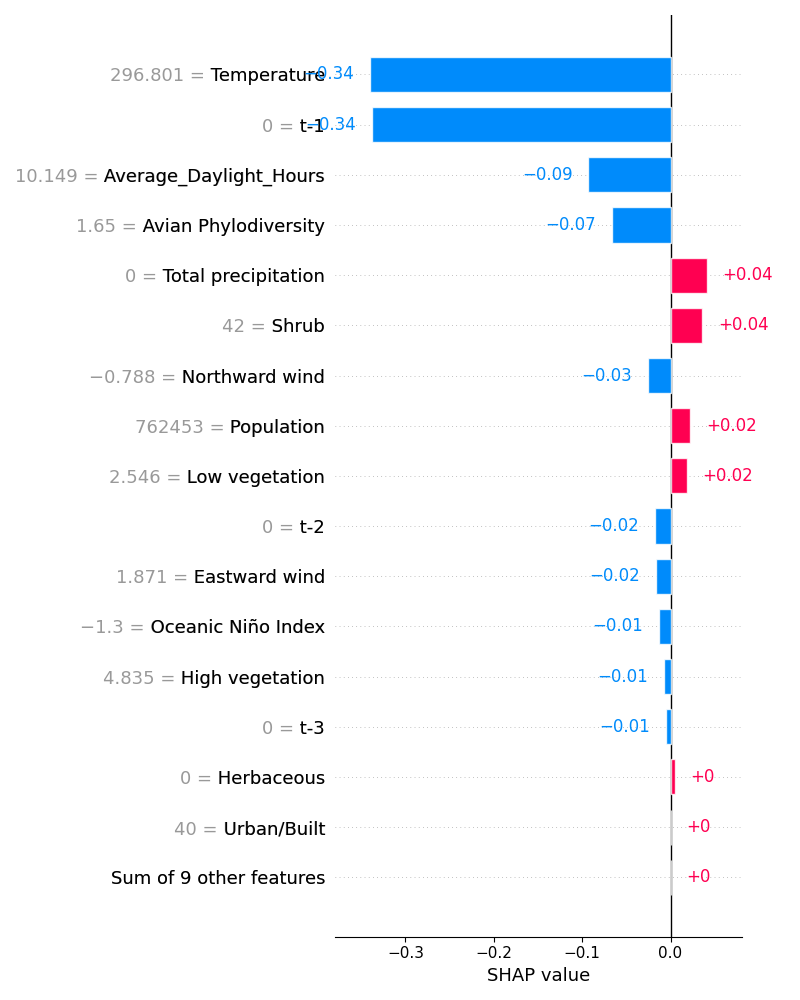 296.801 = Temperature −0.34
0 = t-1 −0.34
10.149 = Average_Daylight_Hours −0.09
1.65 = Avian Phylodiversity −0.07
0 = Total precipitation +0.04
42 = Shrub +0.04
−0.788 = Northward wind −0.03
762453 = Population +0.02
2.546 = Low vegetation +0.02
0 = t-2 −0.02
1.871 = Eastward wind −0.02
−1.3 = Oceanic Niño Index −0.01
4.835 = High vegetation −0.01
0 = t-3 −0.01
0 = Herbaceous +0
40 = Urban/Built +0
Sum of 9 other features +0
−0.3 −0.2 −0.1 0.0
SHAP value